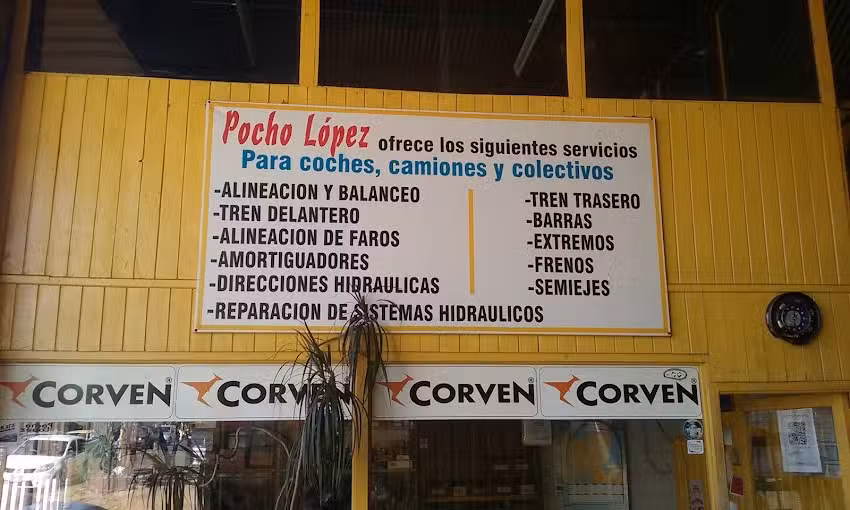 Pocho López ofrece los siguientes servicios
Para coches, camiones y colectivos
-ALINEACION Y BALANCEO
-TREN DELANTERO
-ALINEACION DE FAROS
-AMORTIGUADORES
-DIRECCIONES HIDRAULICAS
-REPARACION DE SISTEMAS HIDRAULICOS
-TREN TRASERO
-BARRAS
-EXTREMOS
-FRENOS
-SEMIEJES
CORVEN®
CORVEN
CORVEN®
CORVEN